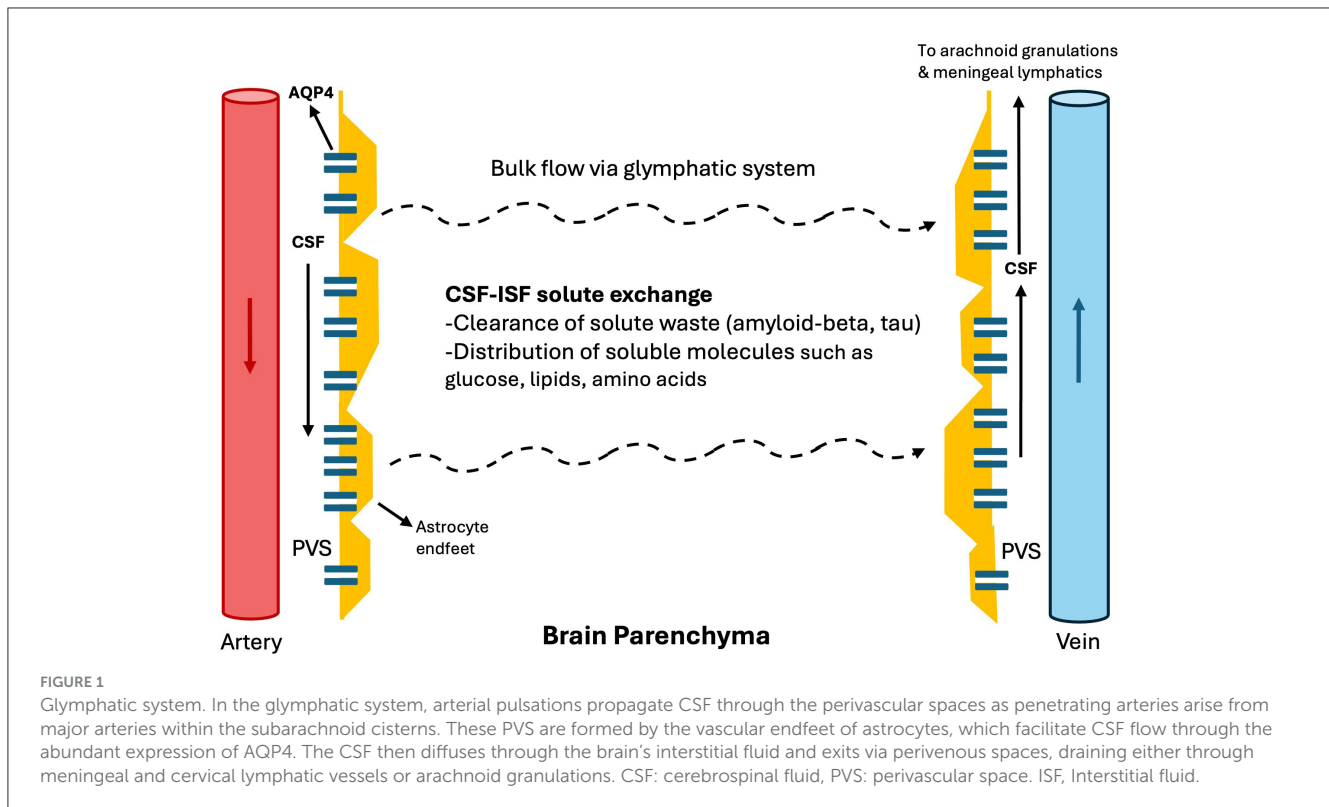 To arachnoid granulations
& meningeal lymphatics
AQP4
Bulk flow via glymphatic system
CSF
CSF
CSF-ISF solute exchange
-Clearance of solute waste (amyloid-beta, tau)
-Distribution of soluble molecules such as
glucose, lipids, amino acids
Astrocyte
endfeet
PVS
PVS
Artery
Brain Parenchyma
Vein
FIGURE 1
Glymphatic system. In the glymphatic system, arterial pulsations propagate CSF through the perivascular spaces as penetrating arteries arise from
major arteries within the subarachnoid cisterns. These PVS are formed by the vascular endfeet of astrocytes, which facilitate CSF flow through the
abundant expression of AQP4. The CSF then diffuses through the brain's interstitial fluid and exits via perivenous spaces, draining either through
meningeal and cervical lymphatic vessels or arachnoid granulations. CSF: cerebrospinal fluid, PVS: perivascular space. ISF, Interstitial fluid.